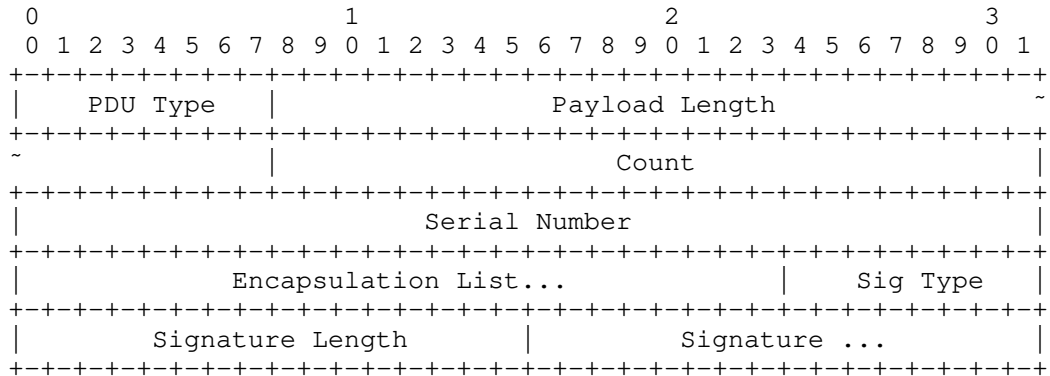 0                   1                   2                   3
 0 1 2 3 4 5 6 7 8 9 0 1 2 3 4 5 6 7 8 9 0 1 2 3 4 5 6 7 8 9 0 1
+-+-+-+-+-+-+-+-+-+-+-+-+-+-+-+-+-+-+-+-+-+-+-+-+-+-+-+-+-+-+-+-+
|    PDU Type   |                 Payload Length                ~
+-+-+-+-+-+-+-+-+-+-+-+-+-+-+-+-+-+-+-+-+-+-+-+-+-+-+-+-+-+-+-+-+
~               |                     Count                     |
+-+-+-+-+-+-+-+-+-+-+-+-+-+-+-+-+-+-+-+-+-+-+-+-+-+-+-+-+-+-+-+-+
|                         Serial Number                         |
+-+-+-+-+-+-+-+-+-+-+-+-+-+-+-+-+-+-+-+-+-+-+-+-+-+-+-+-+-+-+-+-+
|             Encapsulation List...             |    Sig Type   |
+-+-+-+-+-+-+-+-+-+-+-+-+-+-+-+-+-+-+-+-+-+-+-+-+-+-+-+-+-+-+-+-+
|        Signature Length       |         Signature ...         |
+-+-+-+-+-+-+-+-+-+-+-+-+-+-+-+-+-+-+-+-+-+-+-+-+-+-+-+-+-+-+-+-+